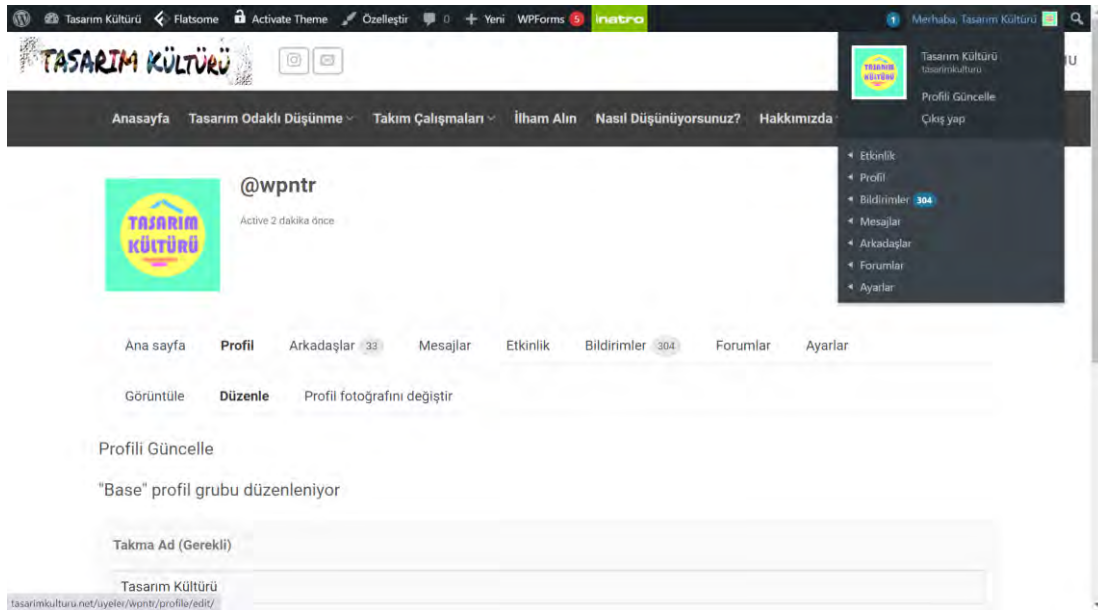 Tasarım Kültürü Flatsome Activate Theme Özelleştir 0 Yeni WPForms 5 inatro 1 Merhaba, Tasarım Kültürü
TASARIM KÜLTÜRÜ
Tasarım Kültürü
tasarimkulturu
Profili Güncelle
Çıkış yap
Anasayfa Tasarım Odaklı Düşünme Takım Çalışmaları İlham Alın Nasıl Düşünüyorsunuz? Hakkımızda
Etkinlik
Profil
Bildirimler 304
Mesajlar
Arkadaşlar
Forumlar
Ayarlar
TASARIM
KÜLTÜRÜ
@wpntr
Active 2 dakika önce
Ana sayfa Profil Arkadaşlar 33 Mesajlar Etkinlik Bildirimler 304 Forumlar Ayarlar
Görüntüle Düzenle Profil fotoğrafını değiştir
Profili Güncelle
"Base" profil grubu düzenleniyor
Takma Ad (Gerekli)
Tasarım Kültürü
tasarimkulturu.net/uyeler/wpntr/profile/edit/